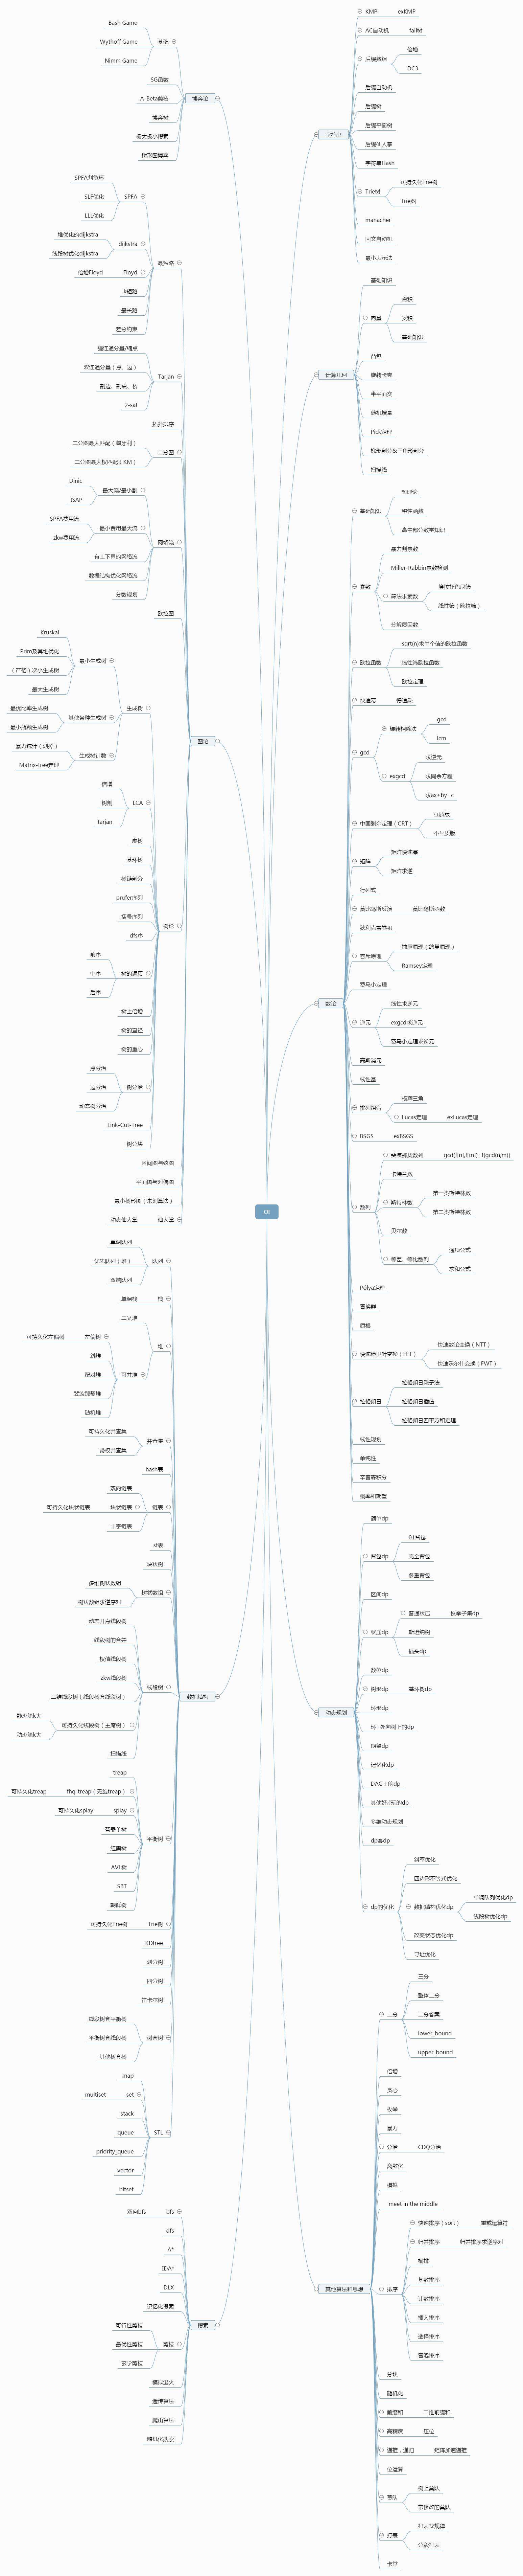 OI
博弈论
基础
Bash Game
Wythoff Game
Nimm Game
SG函数
A-Beta剪枝
博弈树
极大极小搜索
树形图博弈
图论
最短路
SPFA
SPFA判负环
SLF优化
LLL优化
dijkstra
堆优化的dijkstra
线段树优化dijkstra
Floyd
倍增Floyd
k短路
最长路
差分约束
Tarjan
强连通分量/缩点
双连通分量（点、边）
割边、割点、桥
2-sat
拓扑排序
二分图
二分图最大匹配（匈牙利）
二分图最大权匹配（KM）
网络流
最大流/最小割
Dinic
ISAP
最小费用最大流
SPFA费用流
zkw费用流
有上下界的网络流
数据结构优化网络流
分数规划
欧拉图
生成树
最小生成树
Kruskal
Prim及其堆优化
（严格）次小生成树
最大生成树
其他各种生成树
最优比率生成树
最小瓶颈生成树
生成树计数
暴力统计（划掉）
Matrix-tree定理
树论
LCA
倍增
树剖
tarjan
虚树
基环树
树链剖分
prufer序列
括号序列
dfs序
树的遍历
前序
中序
后序
树上倍增
树的直径
树的重心
树分治
点分治
边分治
动态树分治
Link-Cut-Tree
树分块
区间图与弦图
平面图与对偶图
最小树形图（朱刘算法）
仙人掌
动态仙人掌
数据结构
队列
单调队列
优先队列（堆）
双端队列
栈
单调栈
堆
二叉堆
可并堆
左偏树
可持久化左偏树
斜堆
配对堆
斐波那契堆
随机堆
并查集
可持久化并查集
带权并查集
hash表
链表
双向链表
块状链表
可持久化块状链表
十字链表
st表
块状树
树状数组
多维树状数组
树状数组求逆序对
线段树
动态开点线段树
线段树的合并
权值线段树
zkw线段树
二维线段树（线段树套线段树）
可持久化线段树（主席树）
静态第k大
动态第k大
扫描线
平衡树
treap
fhq-treap（无旋treap）
可持久化treap
splay
可持久化splay
替罪羊树
红黑树
AVL树
SBT
朝鲜树
Trie树
可持久化Trie树
KDtree
划分树
四分树
笛卡尔树
树套树
线段树套平衡树
平衡树套线段树
其他树套树
STL
map
set
multiset
stack
queue
priority_queue
vector
bitset
搜索
bfs
双向bfs
dfs
A*
IDA*
DLX
记忆化搜索
剪枝
可行性剪枝
最优性剪枝
玄学剪枝
模拟退火
遗传算法
爬山算法
随机化搜索
字符串
KMP
exKMP
AC自动机
fail树
后缀数组
倍增
DC3
后缀自动机
后缀树
后缀平衡树
后缀仙人掌
字符串Hash
Trie树
可持久化Trie树
Trie图
manacher
回文自动机
最小表示法
计算几何
基础知识
向量
点积
叉积
基础知识
凸包
旋转卡壳
半平面交
随机增量
Pick定理
梯形剖分&三角形剖分
扫描线
数论
基础知识
%理论
积性函数
高中部分数学知识
素数
暴力判素数
Miller-Rabbin素数检测
筛法求素数
埃拉托色尼筛
线性筛（欧拉筛）
分解质因数
欧拉函数
sqrt(n)求单个值的欧拉函数
线性筛欧拉函数
欧拉定理
快速幂
慢速乘
gcd
辗转相除法
gcd
lcm
exgcd
求逆元
求同余方程
求ax+by=c
中国剩余定理（CRT）
互质版
不互质版
矩阵
矩阵快速幂
矩阵求逆
行列式
莫比乌斯反演
莫比乌斯函数
狄利克雷卷积
容斥原理
抽屉原理（鸽巢原理）
Ramsey定理
费马小定理
逆元
线性求逆元
exgcd求逆元
费马小定理求逆元
高斯消元
线性基
排列组合
杨辉三角
Lucas定理
exLucas定理
BSGS
exBSGS
数列
斐波那契数列
gcd(f[n],f[m])=f[gcd(n,m)]
卡特兰数
斯特林数
第一类斯特林数
第二类斯特林数
贝尔数
等差、等比数列
通项公式
求和公式
Pólya定理
置换群
原根
快速傅里叶变换（FFT）
快速数论变换（NTT）
快速沃尔什变换（FWT）
拉格朗日
拉格朗日乘子法
拉格朗日插值
拉格朗日四平方和定理
线性规划
单纯性
辛普森积分
概率和期望
动态规划
简单dp
背包dp
01背包
完全背包
多重背包
区间dp
状压dp
普通状压
枚举子集dp
斯坦纳树
插头dp
数位dp
树形dp
基环树dp
环形dp
环+外向树上的dp
期望dp
记忆化dp
DAG上的dp
其他好♂玩的dp
多维动态规划
dp套dp
dp的优化
斜率优化
四边形不等式优化
数据结构优化dp
单调队列优化dp
线段树优化dp
改变状态优化dp
寻址优化
其他算法和思想
二分
三分
整体二分
二分答案
lower_bound
upper_bound
倍增
贪心
枚举
暴力
分治
CDQ分治
离散化
模拟
meet in the middle
排序
快速排序（sort）
重载运算符
归并排序
归并排序求逆序对
桶排
基数排序
计数排序
插入排序
选择排序
冒泡排序
分块
随机化
前缀和
二维前缀和
高精度
压位
递推，递归
矩阵加速递推
位运算
莫队
树上莫队
带修改的莫队
打表
打表找规律
分段打表
卡常